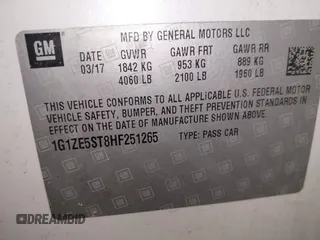 GM
MFD BY GENERAL MOTORS LLC
DATE GVWR GAWR FRT GAWR RR
03/17 1842 KG 953 KG 889 KG
4060 LB 2100 LB 1960 LB
THIS VEHICLE CONFORMS TO ALL APPLICABLE U.S. FEDERAL MOTOR
VEHICLE SAFETY, BUMPER, AND THEFT PREVENTION STANDARDS
IN EFFECT ON THE DATE OF MANUFACTURE SHOWN ABOVE.
1G1ZE5ST8HF251265 TYPE: PASS CAR
© DREAMBID